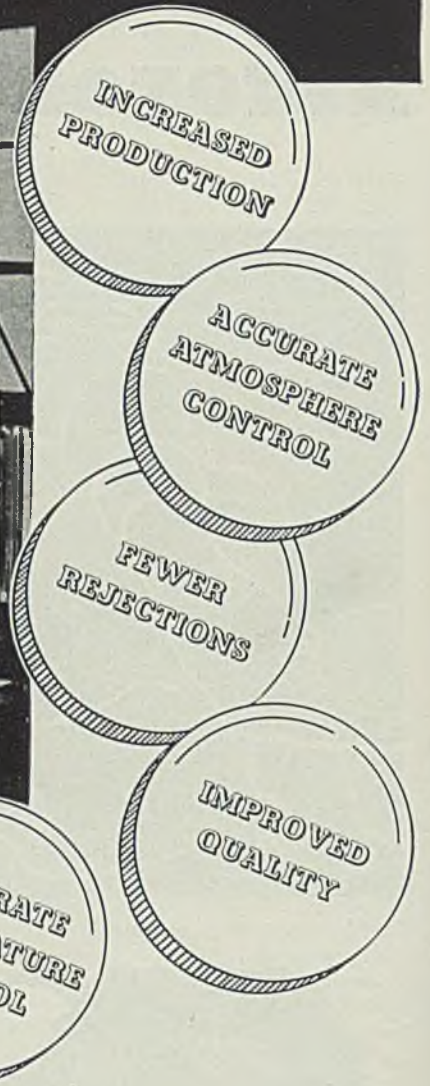 INCREASED
PRODUCTION
ACCURATE
ATMOSPHERE
CONTROL
FEWER
REJECTIONS
IMPROVED
QUALITY